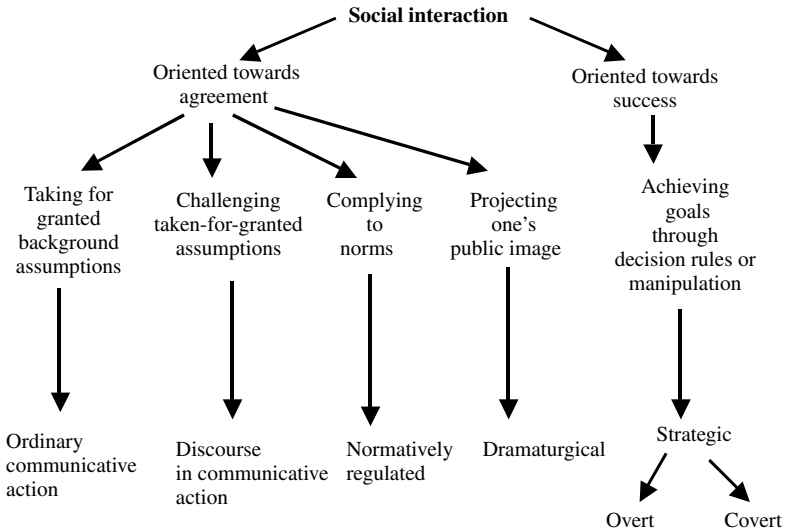 Social interaction
Oriented towards
agreement
Oriented towards
success
Taking for
granted
background
assumptions
Challenging
taken-for-granted
assumptions
Complying
to
norms
Projecting
one's
public image
Achieving
goals
through
decision rules or
manipulation
Ordinary
communicative
action
Discourse
in communicative
action
Normatively
regulated
Dramaturgical
Strategic
Overt
Covert